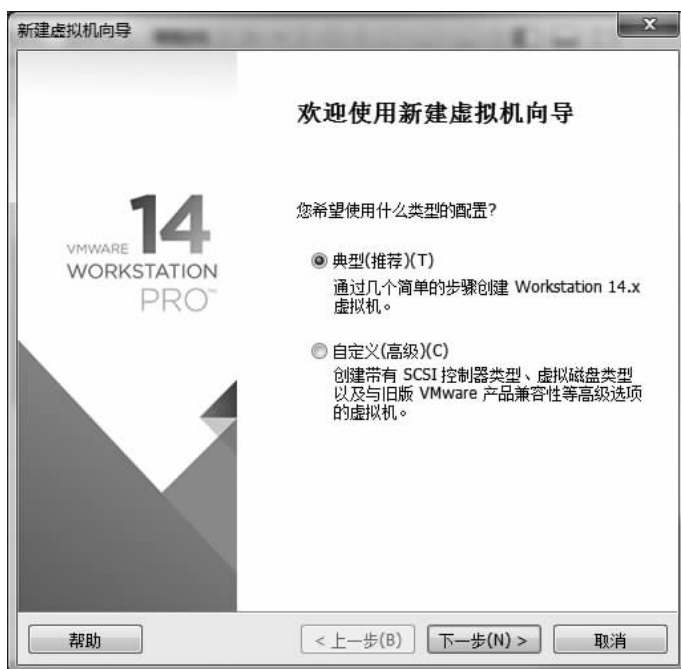 新建虚拟机向导
欢迎使用新建虚拟机向导
您希望使用什么类型的配置?
14
VMWARE
WORKSTATION
PRO™
典型(推荐)(T)
通过几个简单的步骤创建 Workstation 14.x
虚拟机。
自定义(高级)(C)
创建带有 SCSI 控制器类型、虚拟磁盘类型
以及与旧版 VMware 产品兼容性等高级选项
的虚拟机。
帮助
< 上一步(B)
下一步(N) >
取消